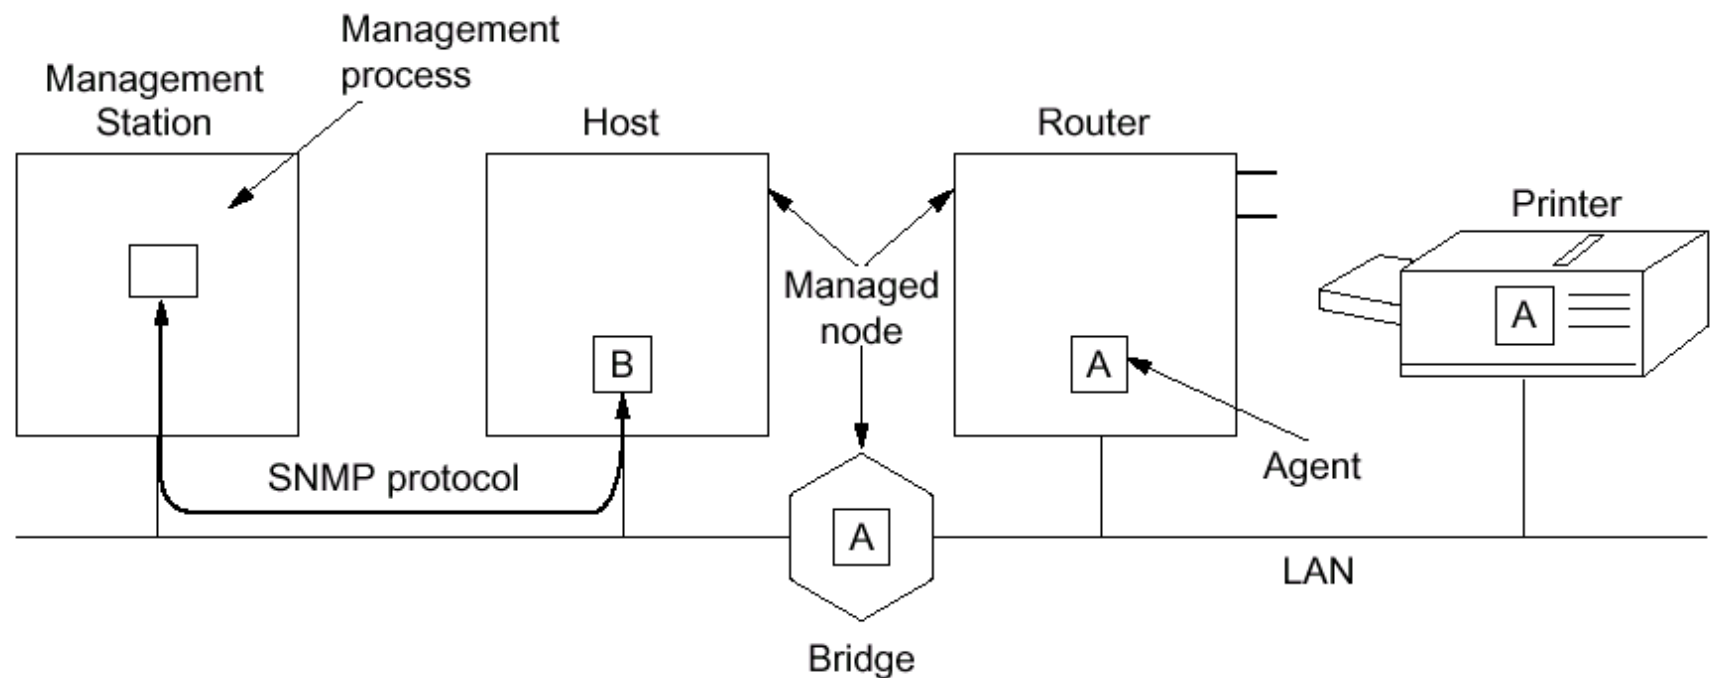 Management
process
Management
Station
Host
Router
Printer
Managed
node
A
B
A
Agent
SNMP protocol
A
LAN
Bridge